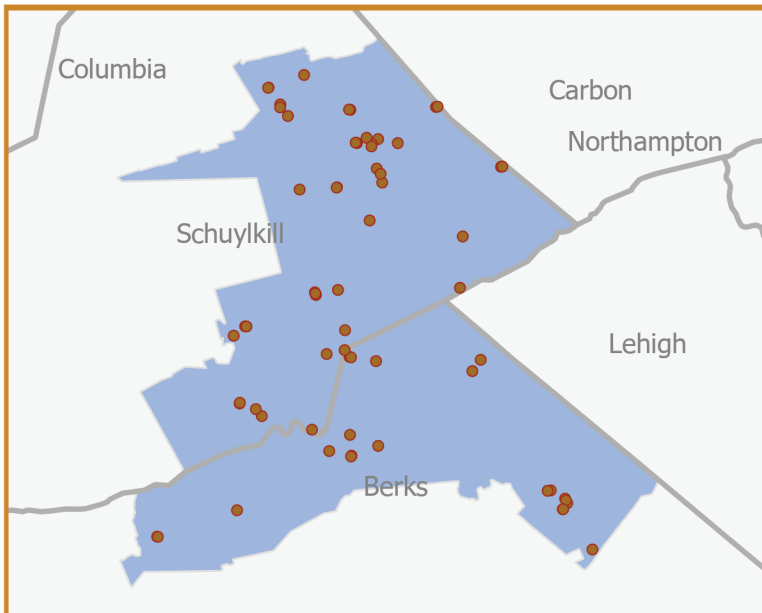 Columbia
Carbon
Northampton
Schuylkill
Lehigh
Berks